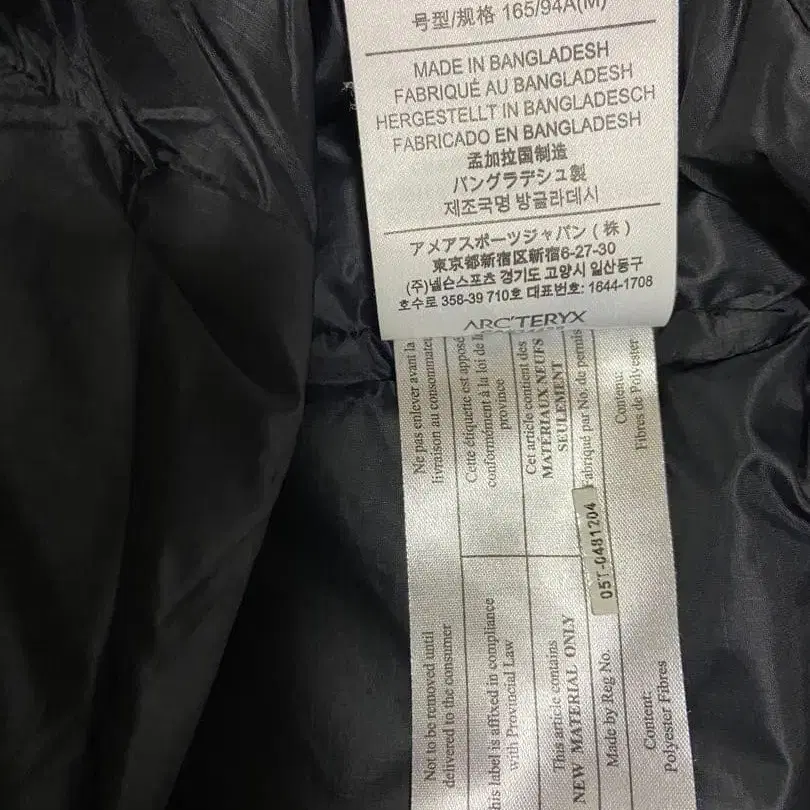 号型/规格 165/94A(M)
MADE IN BANGLADESH
FABRIQUÉ AU BANGLADESH
HERGESTELLT IN BANGLADESCH
FABRICADO EN BANGLADESH
孟加拉国制造
バングラデシュ製
제조국명 방글라데시
アメアスポーツジャパン(株)
東京都新宿区新宿6-27-30
(주)넬슨스포츠 경기도 고양시 일산동구
호수로 358-39 710호 대표번호: 1644-1708
ARC'TERYX
Ne pas enlever avant la
livraison au consommateur
Cette étiquette est apposée
conformément à la loi de la
province
Cet article contient des
MATÉRIAUX NEUFS
SEULEMENT
Fabriqué par No. de permis
Contenu:
Fibres de Polyester
05T-0481204
Not to be removed until
delivered to the consumer
his label is affixed in compliance
with Provincial Law
This article contains
NEW MATERIAL ONLY
Made by Reg No.
Content:
Polyester Fibres